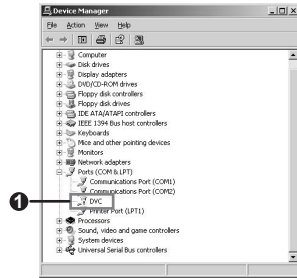 Device Manager
File Action View Help
Computer
Disk drives
Display adapters
DVD/CD-ROM drives
Floppy disk controllers
Floppy disk drives
IDE ATA/ATAPI controllers
IEEE 1394 Bus host controllers
Keyboards
Mice and other pointing devices
Monitors
Network adapters
Ports (COM & LPT)
Communications Port (COM1)
Communications Port (COM2)
1 DVC
Printer Port (LPT1)
Processors
Sound, video and game controllers
System devices
Universal Serial Bus controllers